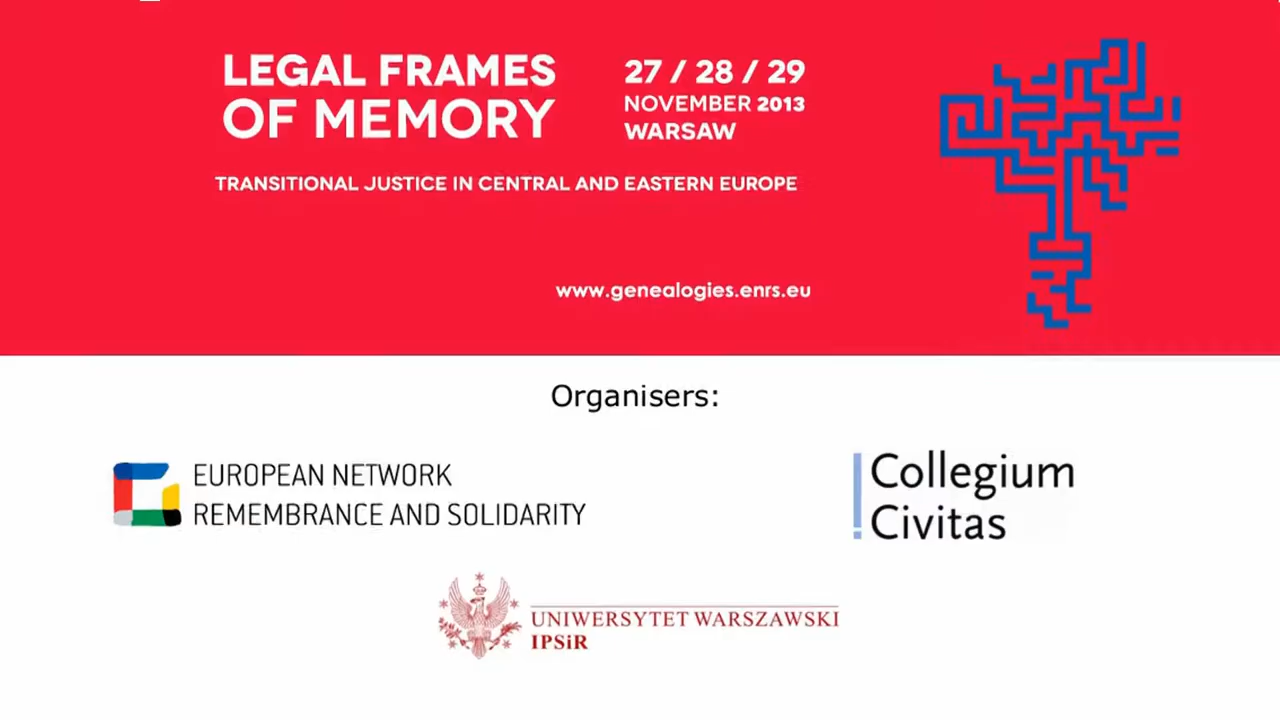 LEGAL FRAMES
OF MEMORY
27 / 28 / 29
NOVEMBER 2013
WARSAW
TRANSITIONAL JUSTICE IN CENTRAL AND EASTERN EUROPE
www.genealogies.enrs.eu
Organisers:
EUROPEAN NETWORK
REMEMBRANCE AND SOLIDARITY
Collegium
Civitas
UNIWERSYTET WARSZAWSKI
IPSiR